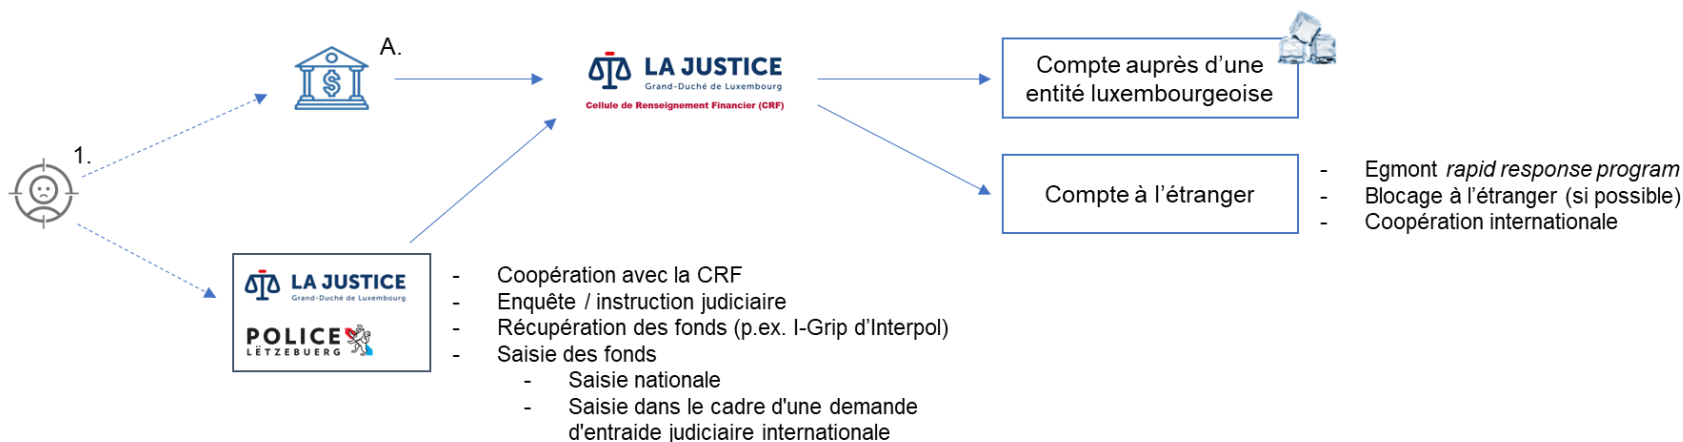 1.
A.
$
LA JUSTICE
Grand-Duché de Luxembourg
Cellule de Renseignement Financier (CRF)
Compte auprès d’une
entité luxembourgeoise
Compte à l’étranger
- Egmont rapid response program
- Blocage à l’étranger (si possible)
- Coopération internationale
LA JUSTICE
Grand-Duché de Luxembourg
POLICE
LËTZEBUERG
- Coopération avec la CRF
- Enquête / instruction judiciaire
- Récupération des fonds (p.ex. I-Grip d’Interpol)
- Saisie des fonds
- Saisie nationale
- Saisie dans le cadre d'une demande
d'entraide judiciaire internationale